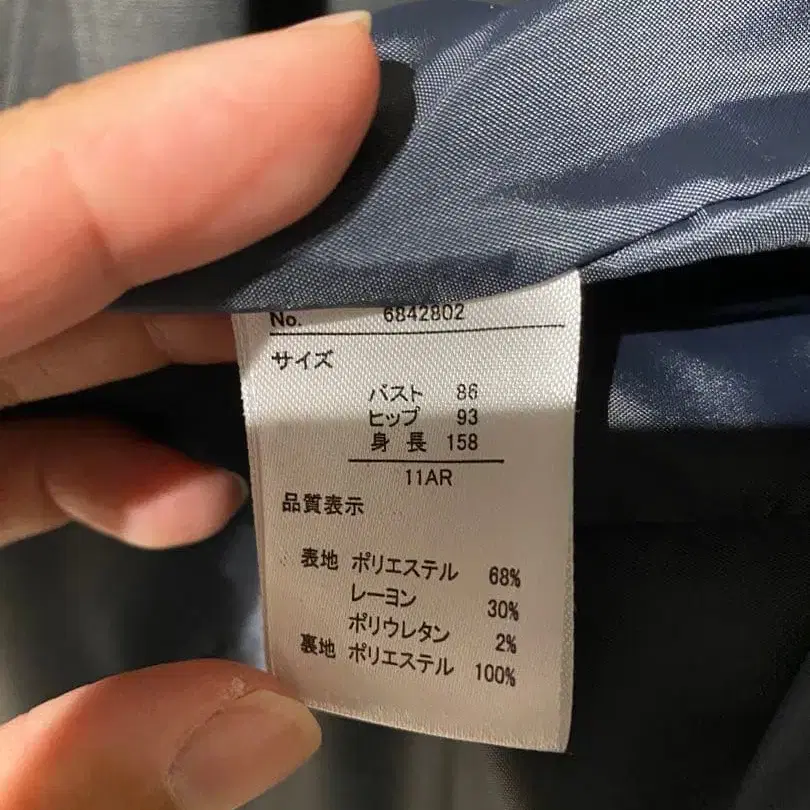 No. 6842802
サイズ
バスト 86
ヒップ 93
身長 158
11AR
品質表示
表地 ポリエステル 68%
レーヨン 30%
ポリウレタン 2%
裏地 ポリエステル 100%